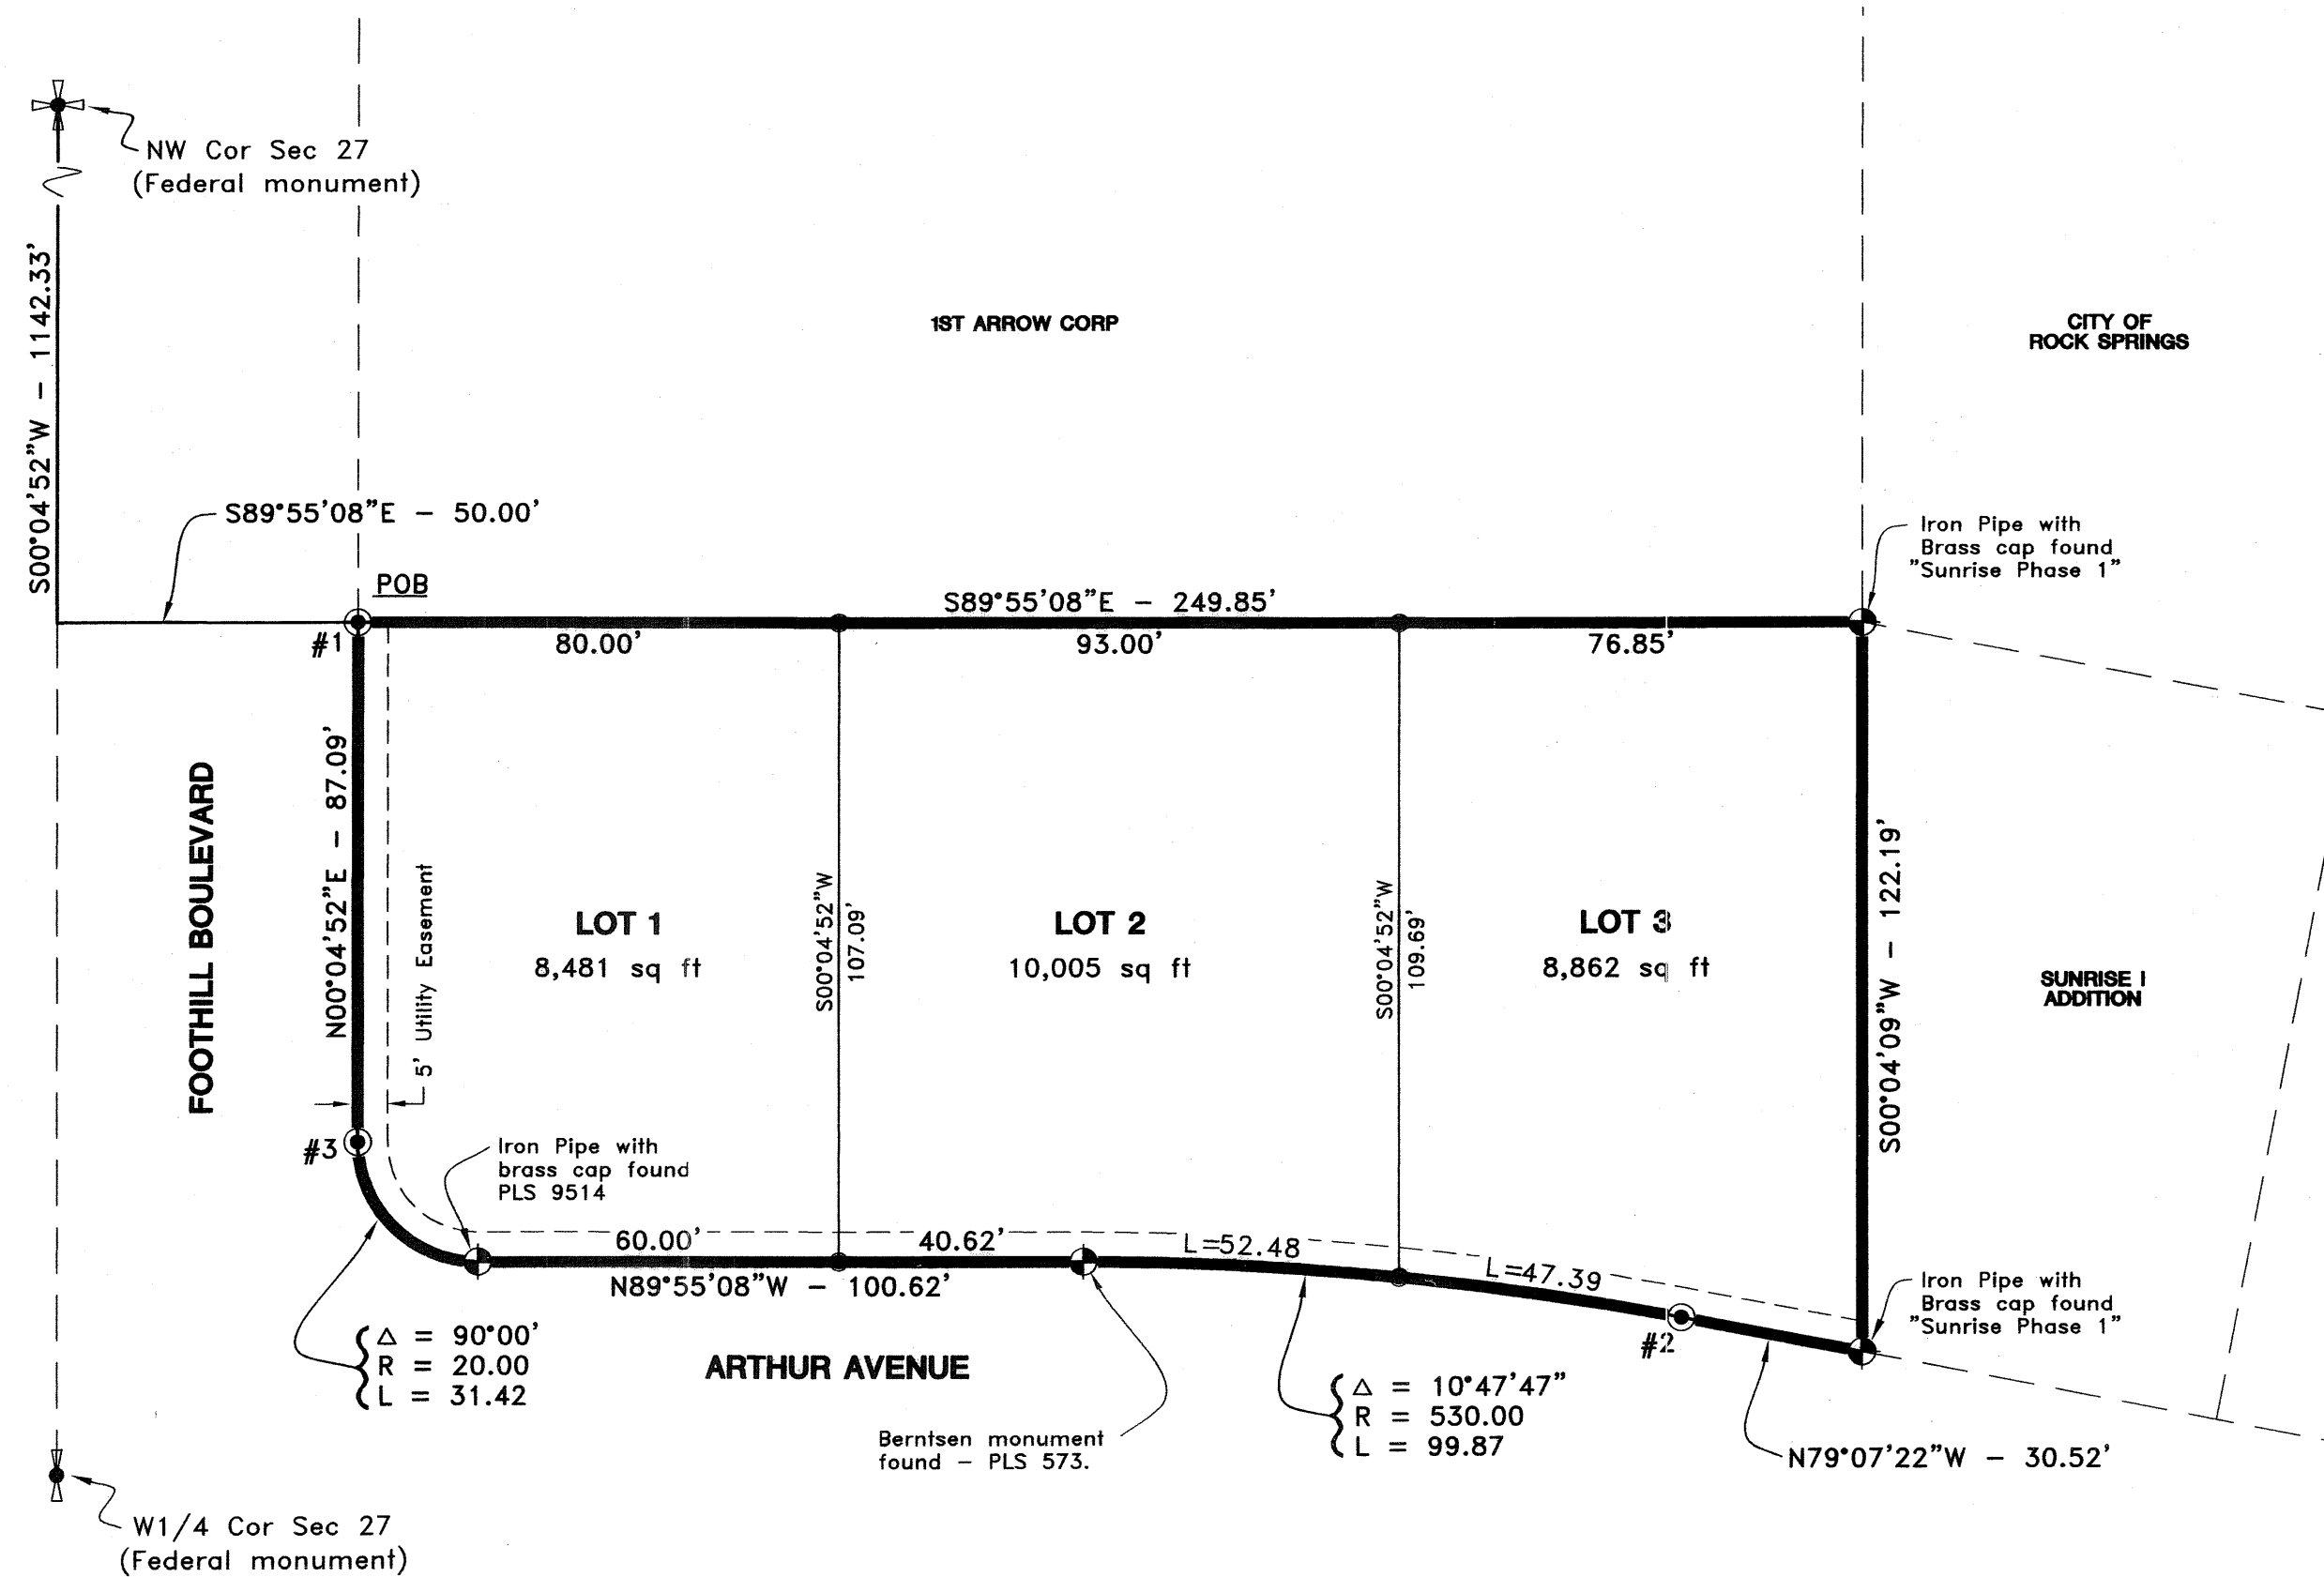 NW Cor Sec 27
(Federal monument)
S00°04'52"W – 1142.33'
1ST ARROW CORP
CITY OF
ROCK SPRINGS
S89°55'08"E – 50.00'
Iron Pipe with
Brass cap found
"Sunrise Phase 1"
POB
#1
S89°55'08"E – 249.85'
80.00'
93.00'
76.85'
FOOTHILL BOULEVARD
N00°04'52"E – 87.09'
5' Utility Easement
LOT 1
8,481 sq ft
S00°04'52"W
107.09'
LOT 2
10,005 sq ft
S00°04'52"W
109.69'
LOT 3
8,862 sq ft
S00°04'09"W – 122.19'
SUNRISE I
ADDITION
#3
Iron Pipe with
brass cap found
PLS 9514
60.00'
40.62'
L=52.48
L=47.39
N89°55'08"W – 100.62'
Iron Pipe with
Brass cap found
"Sunrise Phase 1"
#2
Δ = 90°00'
R = 20.00
L = 31.42
ARTHUR AVENUE
Δ = 10°47'47"
R = 530.00
L = 99.87
Berntsen monument
found – PLS 573.
N79°07'22"W – 30.52'
W1/4 Cor Sec 27
(Federal monument)